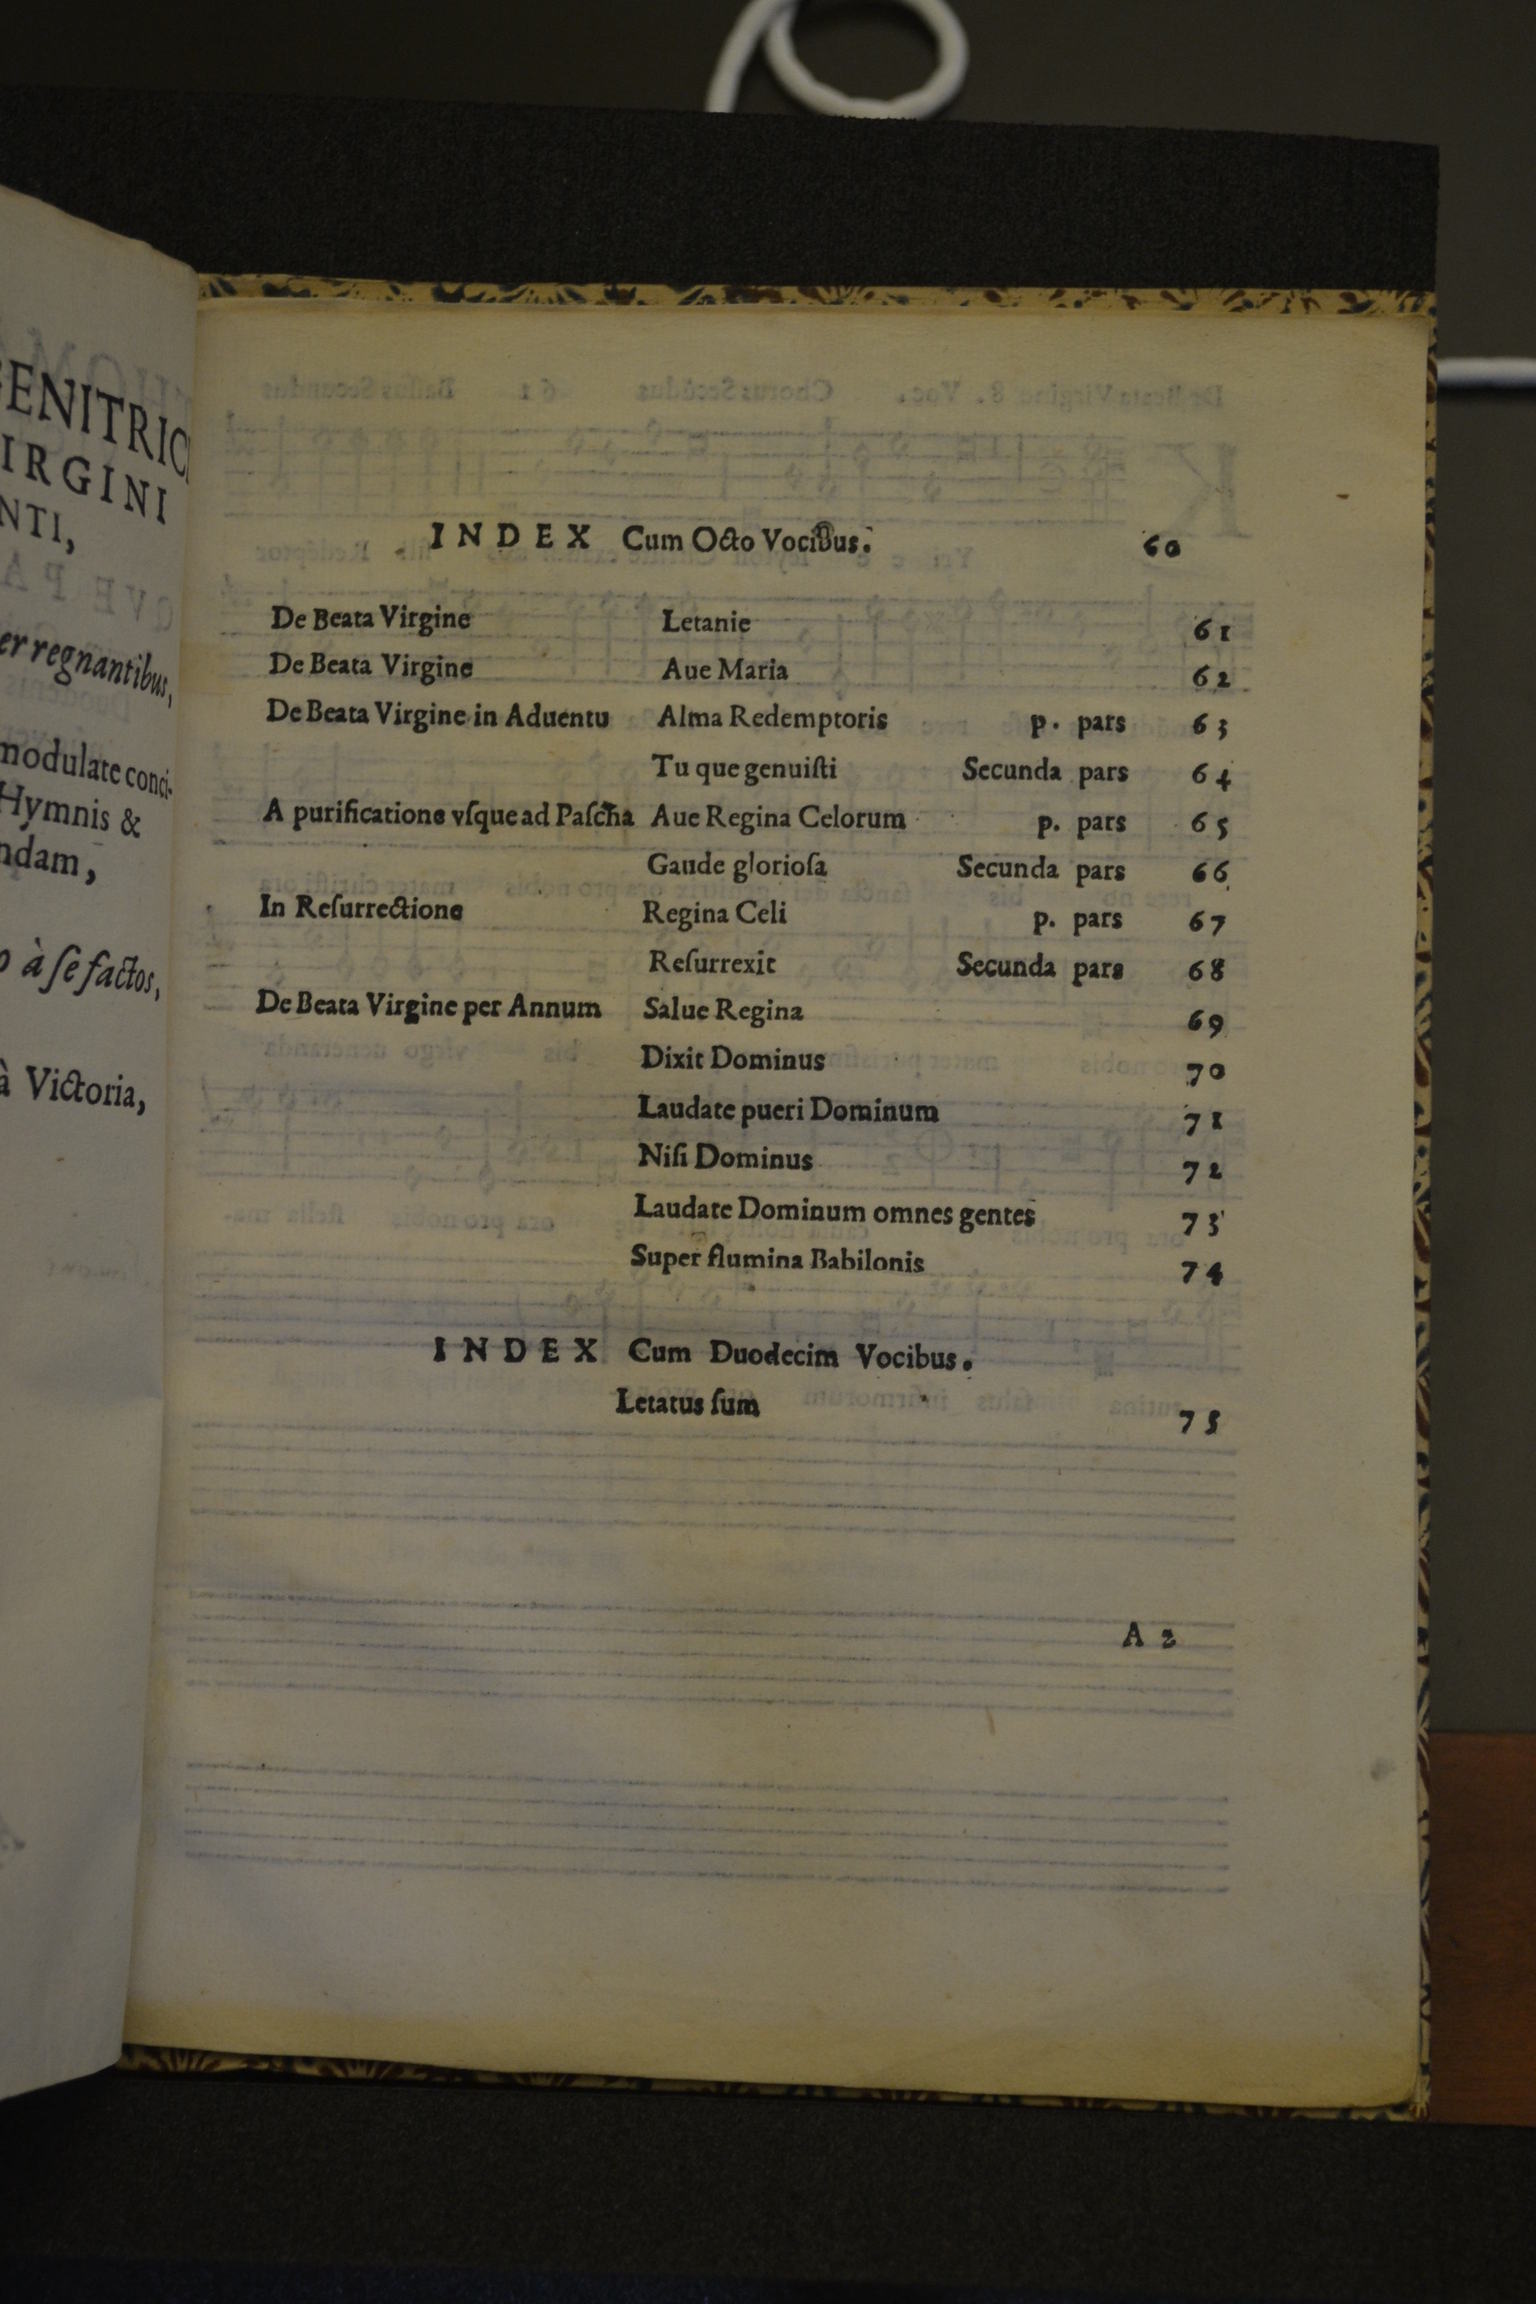 GENITRICI
IRGINI
NTI,
er regnantibus,
modulate conci-
Hymnis &
ndam,
o à ſe factos,
à Victoria,
INDEX Cum Octo Vocibus. 60
De Beata Virgine Letanie 61
De Beata Virgine Aue Maria 62
De Beata Virgine in Aduentu Alma Redemptoris p. pars 63
Tu que genuiſti Secunda pars 64
A purificatione vſque ad Paſcha Aue Regina Celorum p. pars 65
Gaude glorioſa Secunda pars 66
In Reſurrectione Regina Celi p. pars 67
Reſurrexit Secunda pars 68
De Beata Virgine per Annum Salue Regina 69
Dixit Dominus 70
Laudate pueri Dominum 71
Niſi Dominus 72
Laudate Dominum omnes gentes 73
Super flumina Babilonis 74
INDEX Cum Duodecim Vocibus.
Letatus ſum 75
A 2